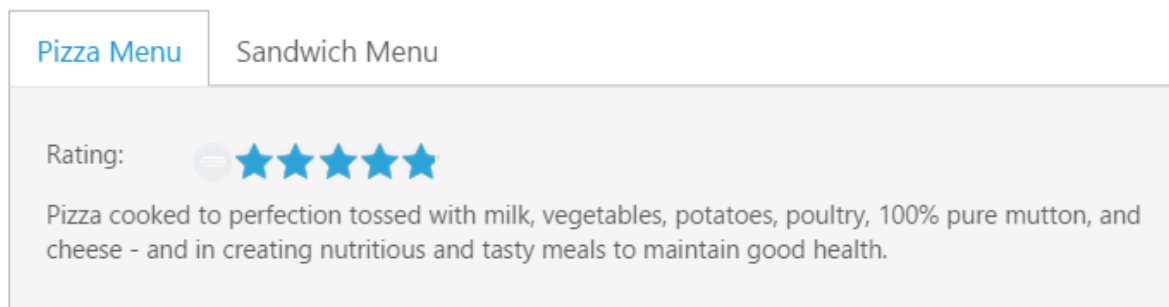 Pizza Menu
Sandwich Menu
Rating:
Pizza cooked to perfection tossed with milk, vegetables, potatoes, poultry, 100% pure mutton, and
cheese - and in creating nutritious and tasty meals to maintain good health.